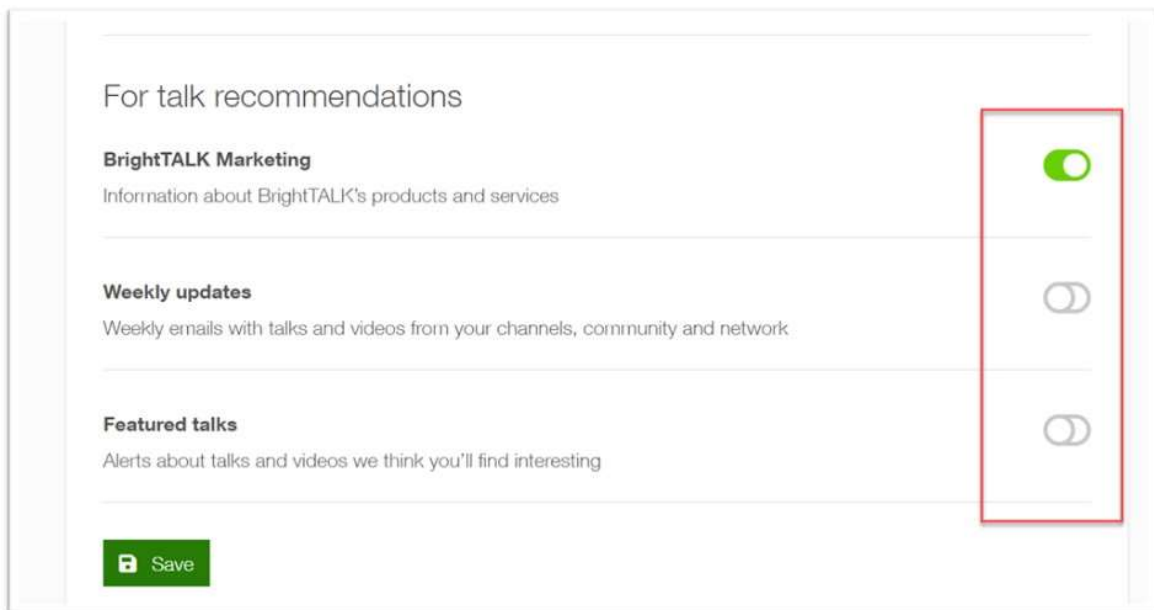 For talk recommendations
BrightTALK Marketing
Information about BrightTALK's products and services
Weekly updates
Weekly emails with talks and videos from your channels, community and network
Featured talks
Alerts about talks and videos we think you'll find interesting
Save